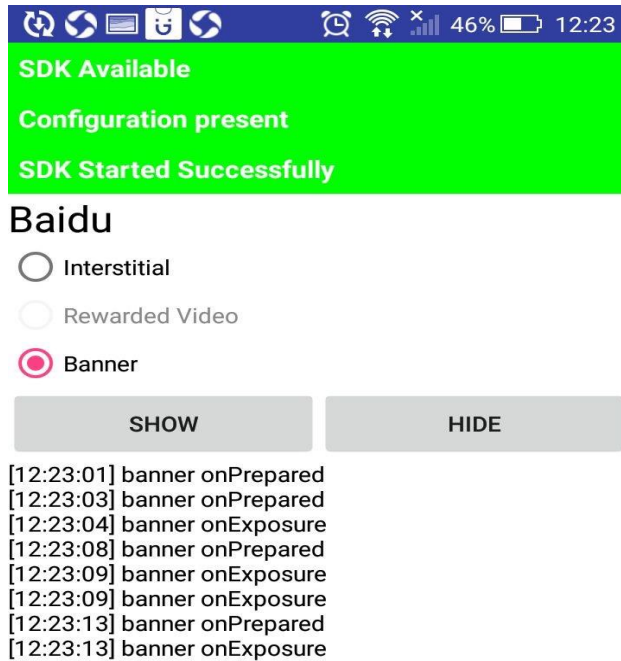 46% 12:23
SDK Available
Configuration present
SDK Started Successfully
Baidu
Interstitial
Rewarded Video
Banner
SHOW HIDE
[12:23:01] banner onPrepared
[12:23:03] banner onPrepared
[12:23:04] banner onExposure
[12:23:08] banner onPrepared
[12:23:09] banner onExposure
[12:23:09] banner onExposure
[12:23:13] banner onPrepared
[12:23:13] banner onExposure